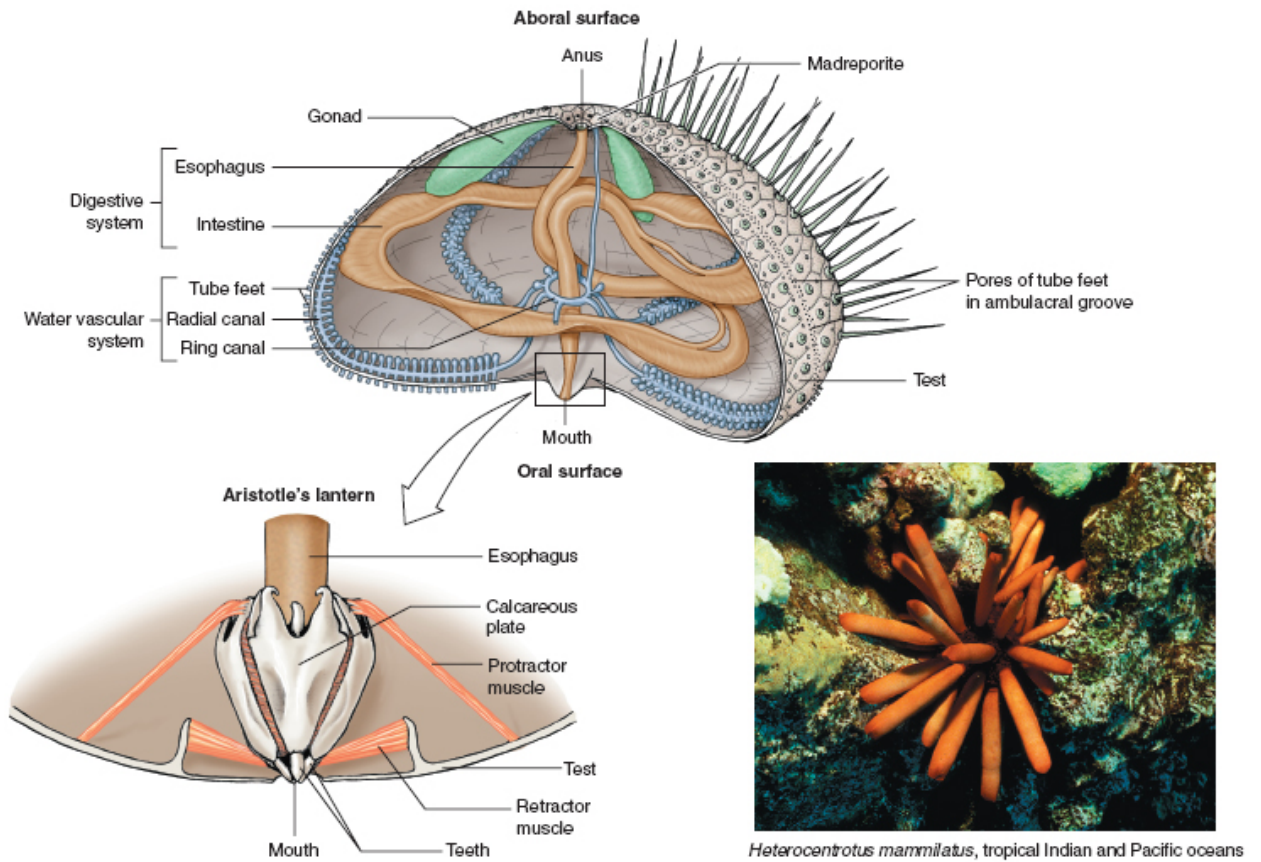 Aboral surface
Anus
Madreporite
Gonad
Esophagus
Digestive
system
Intestine
Tube feet
Water vascular
system
Radial canal
Ring canal
Pores of tube feet
in ambulacral groove
Test
Mouth
Oral surface
Aristotle's lantern
Esophagus
Calcareous
plate
Protractor
muscle
Test
Retractor
muscle
Mouth
Teeth
Heterocentrotus mammilatus, tropical Indian and Pacific oceans